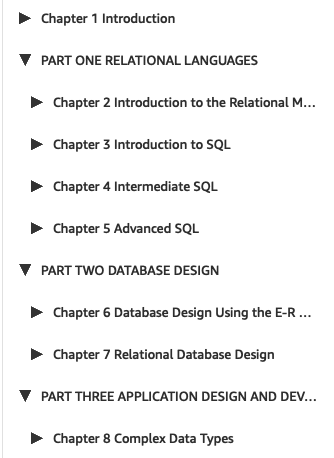 Chapter 1 Introduction
PART ONE RELATIONAL LANGUAGES
Chapter 2 Introduction to the Relational M...
Chapter 3 Introduction to SQL
Chapter 4 Intermediate SQL
Chapter 5 Advanced SQL
PART TWO DATABASE DESIGN
Chapter 6 Database Design Using the E-R ...
Chapter 7 Relational Database Design
PART THREE APPLICATION DESIGN AND DEV...
Chapter 8 Complex Data Types